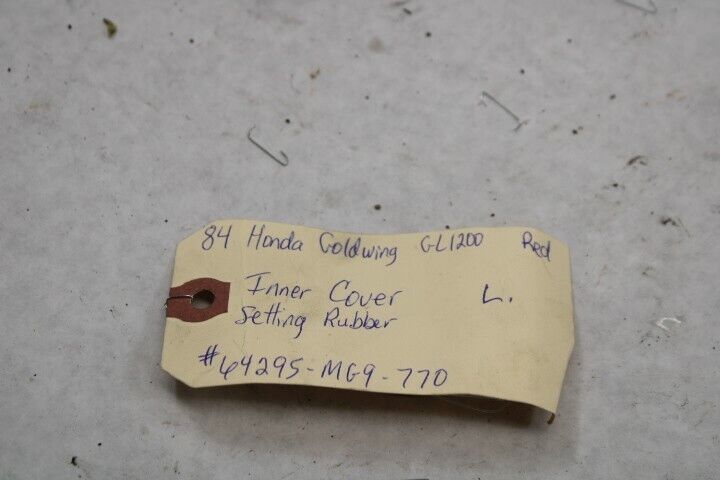 84 Honda Goldwing GL1200 Red
Inner Cover L.
Setting Rubber
#64295-MG9-770